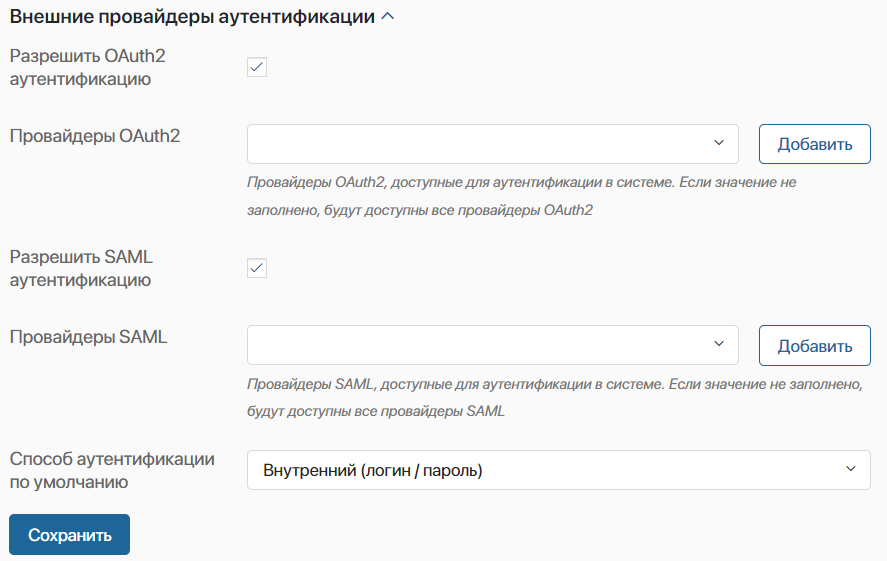 Внешние провайдеры аутентификации
Разрешить OAuth2
аутентификацию
Провайдеры OAuth2
Добавить
Провайдеры OAuth2, доступные для аутентификации в системе. Если значение не
заполнено, будут доступны все провайдеры OAuth2
Разрешить SAML
аутентификацию
Провайдеры SAML
Добавить
Провайдеры SAML, доступные для аутентификации в системе. Если значение не заполнено,
будут доступны все провайдеры SAML
Способ аутентификации
по умолчанию
Внутренний (логин / пароль)
Сохранить